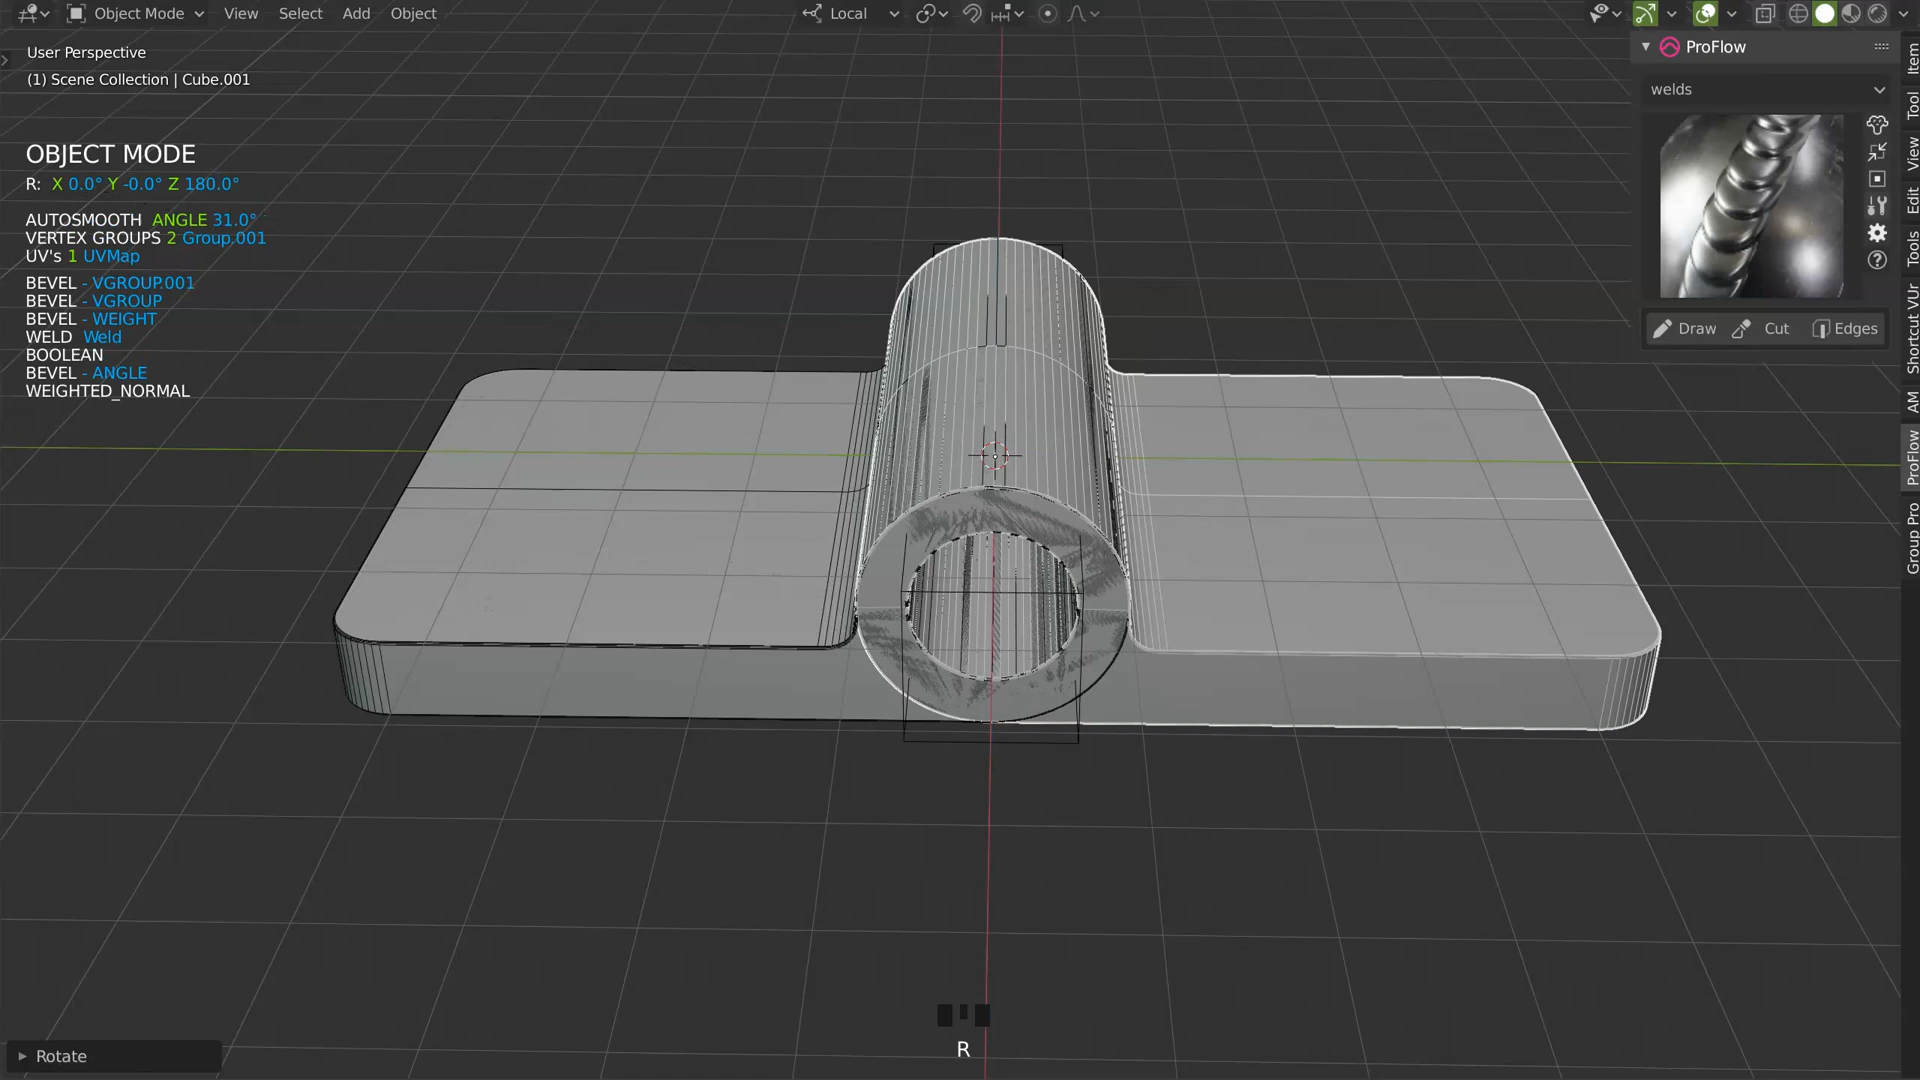 Object Mode View Select Add Object Local
User Perspective
(1) Scene Collection | Cube.001
OBJECT MODE
R: X 0.0° Y -0.0° Z 180.0°
AUTOSMOOTH ANGLE 31.0°
VERTEX GROUPS 2 Group.001
UV's 1 UVMap
BEVEL - VGROUP.001
BEVEL - VGROUP
BEVEL - WEIGHT
WELD Weld
BOOLEAN
BEVEL - ANGLE
WEIGHTED_NORMAL
ProFlow
welds
Draw Cut Edges
Item
Tool
View
Edit
Tools
Shortcut VUr
AM
ProFlow
Group Pro
R
Rotate